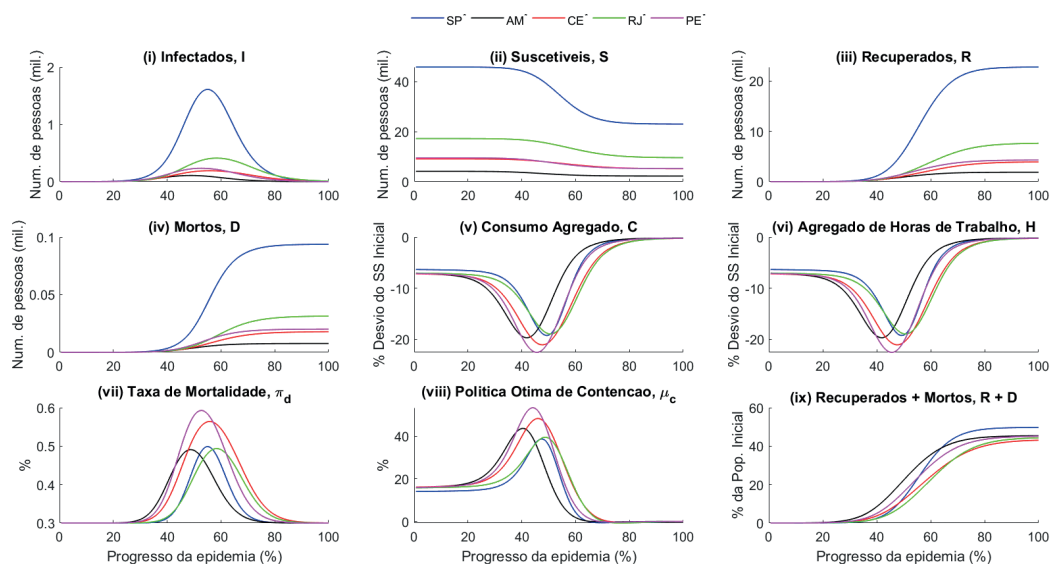 SP- AM- CE- RJ- PE-
(i) Infectados, I
Num. de pessoas (mil.)
2
1
0
0 20 40 60 80 100
(ii) Suscetiveis, S
Num. de pessoas (mil.)
40
20
0
0 20 40 60 80 100
(iii) Recuperados, R
Num. de pessoas (mil.)
20
10
0
0 20 40 60 80 100
(iv) Mortos, D
Num. de pessoas (mil.)
0.1
0.05
0
0 20 40 60 80 100
(v) Consumo Agregado, C
% Desvio do SS Inicial
0
-10
-20
0 20 40 60 80 100
(vi) Agregado de Horas de Trabalho, H
% Desvio do SS Inicial
0
-10
-20
0 20 40 60 80 100
(vii) Taxa de Mortalidade, πd
%
0.6
0.5
0.4
0.3
0 20 40 60 80 100
Progresso da epidemia (%)
(viii) Politica Otima de Contencao, μc
%
40
20
0
0 20 40 60 80 100
Progresso da epidemia (%)
(ix) Recuperados + Mortos, R + D
% da Pop. Inicial
60
40
20
0
0 20 40 60 80 100
Progresso da epidemia (%)